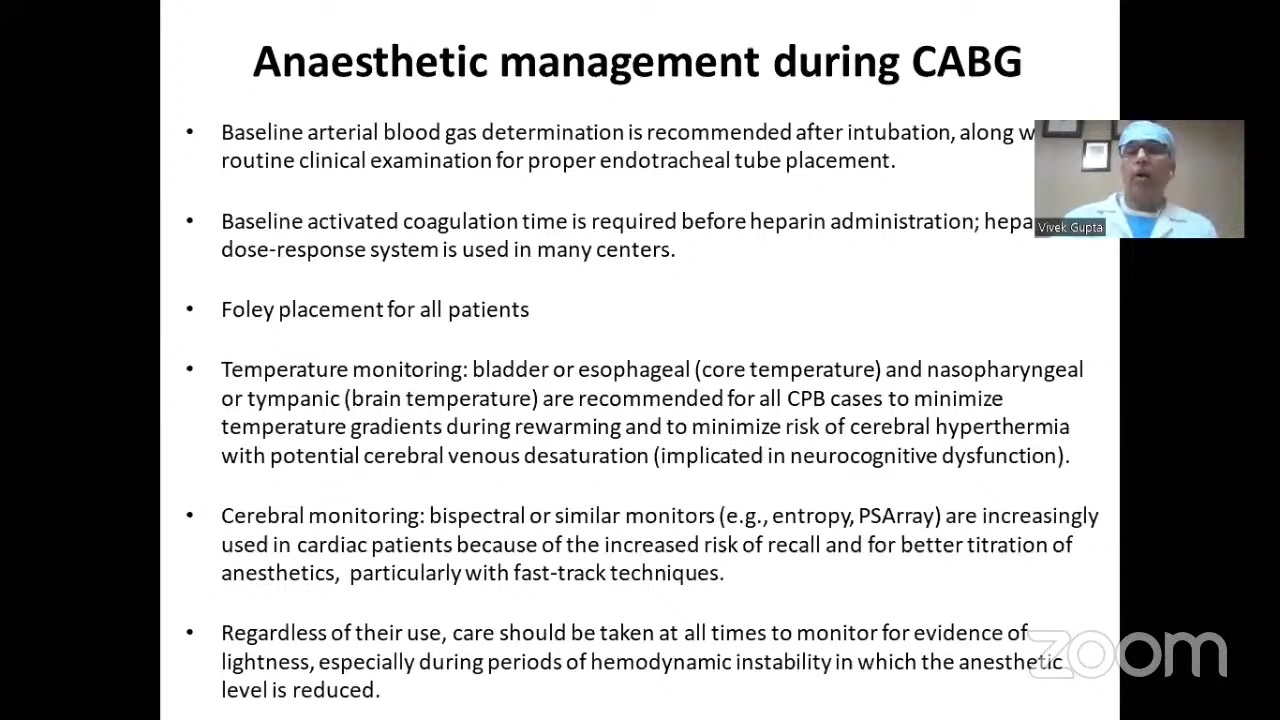 Anaesthetic management during CABG
• Baseline arterial blood gas determination is recommended after intubation, along
routine clinical examination for proper endotracheal tube placement.
• Baseline activated coagulation time is required before heparin administration;
dose-response system is used in many centers.
• Foley placement for all patients
• Temperature monitoring: bladder or esophageal (core temperature) and nasopharyngeal
or tympanic (brain temperature) are recommended for all CPB cases to minimize
temperature gradients during rewarming and to minimize risk of cerebral hyperthermia
with potential cerebral venous desaturation (implicated in neurocognitive dysfunction).
• Cerebral monitoring: bispectral or similar monitors (e.g., entropy, PSArray) are increasingly
used in cardiac patients because of the increased risk of recall and for better titration of
anesthetics, particularly with fast-track techniques.
• Regardless of their use, care should be taken at all times to monitor for evidence of
lightness, especially during periods of hemodynamic instability in which the anesthetic
level is reduced.
Vivek Gupta
zoom